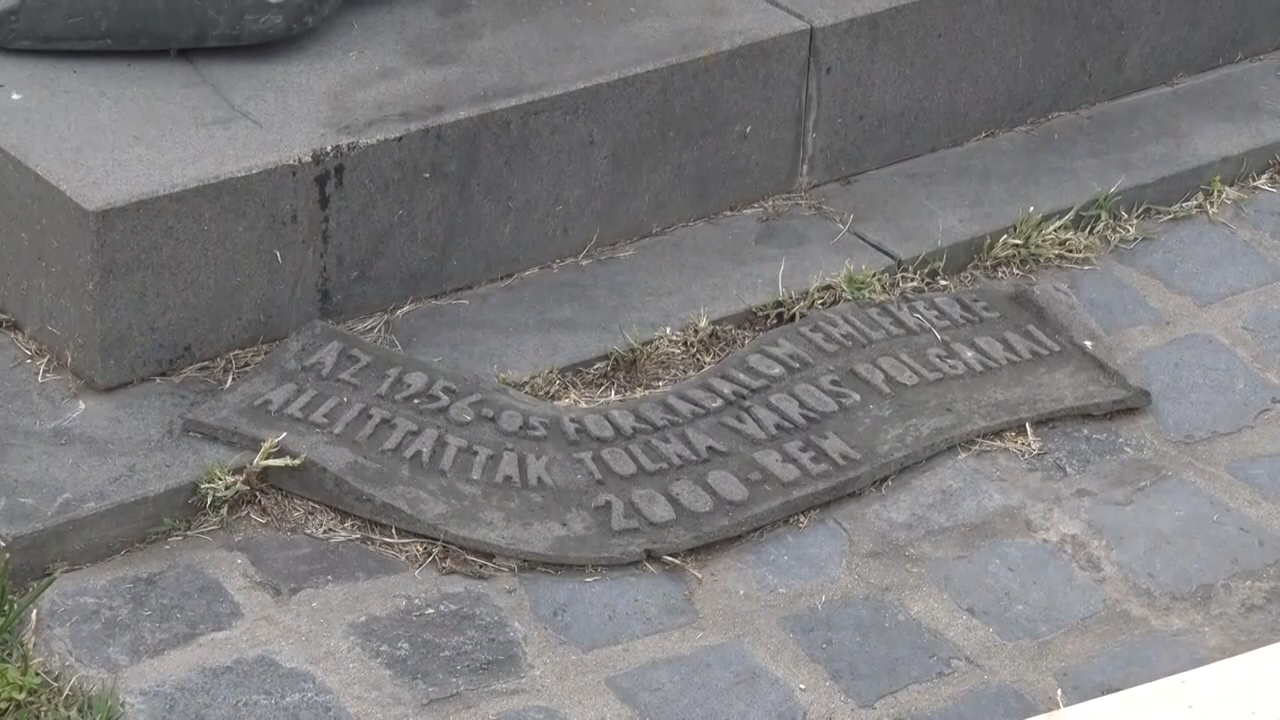 AZ 1956-OS FORRADALOM EMLÉKÉRE
ÁLLÍTTATTÁK TOLNA VÁROS POLGÁRAI
2000-BEN